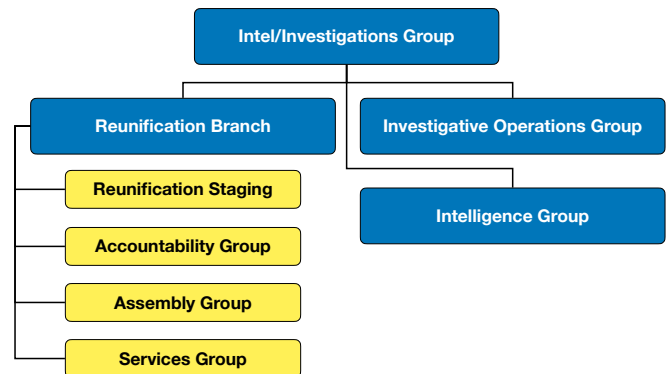 Intel/Investigations Group
Reunification Branch
Investigative Operations Group
Reunification Staging
Intelligence Group
Accountability Group
Assembly Group
Services Group